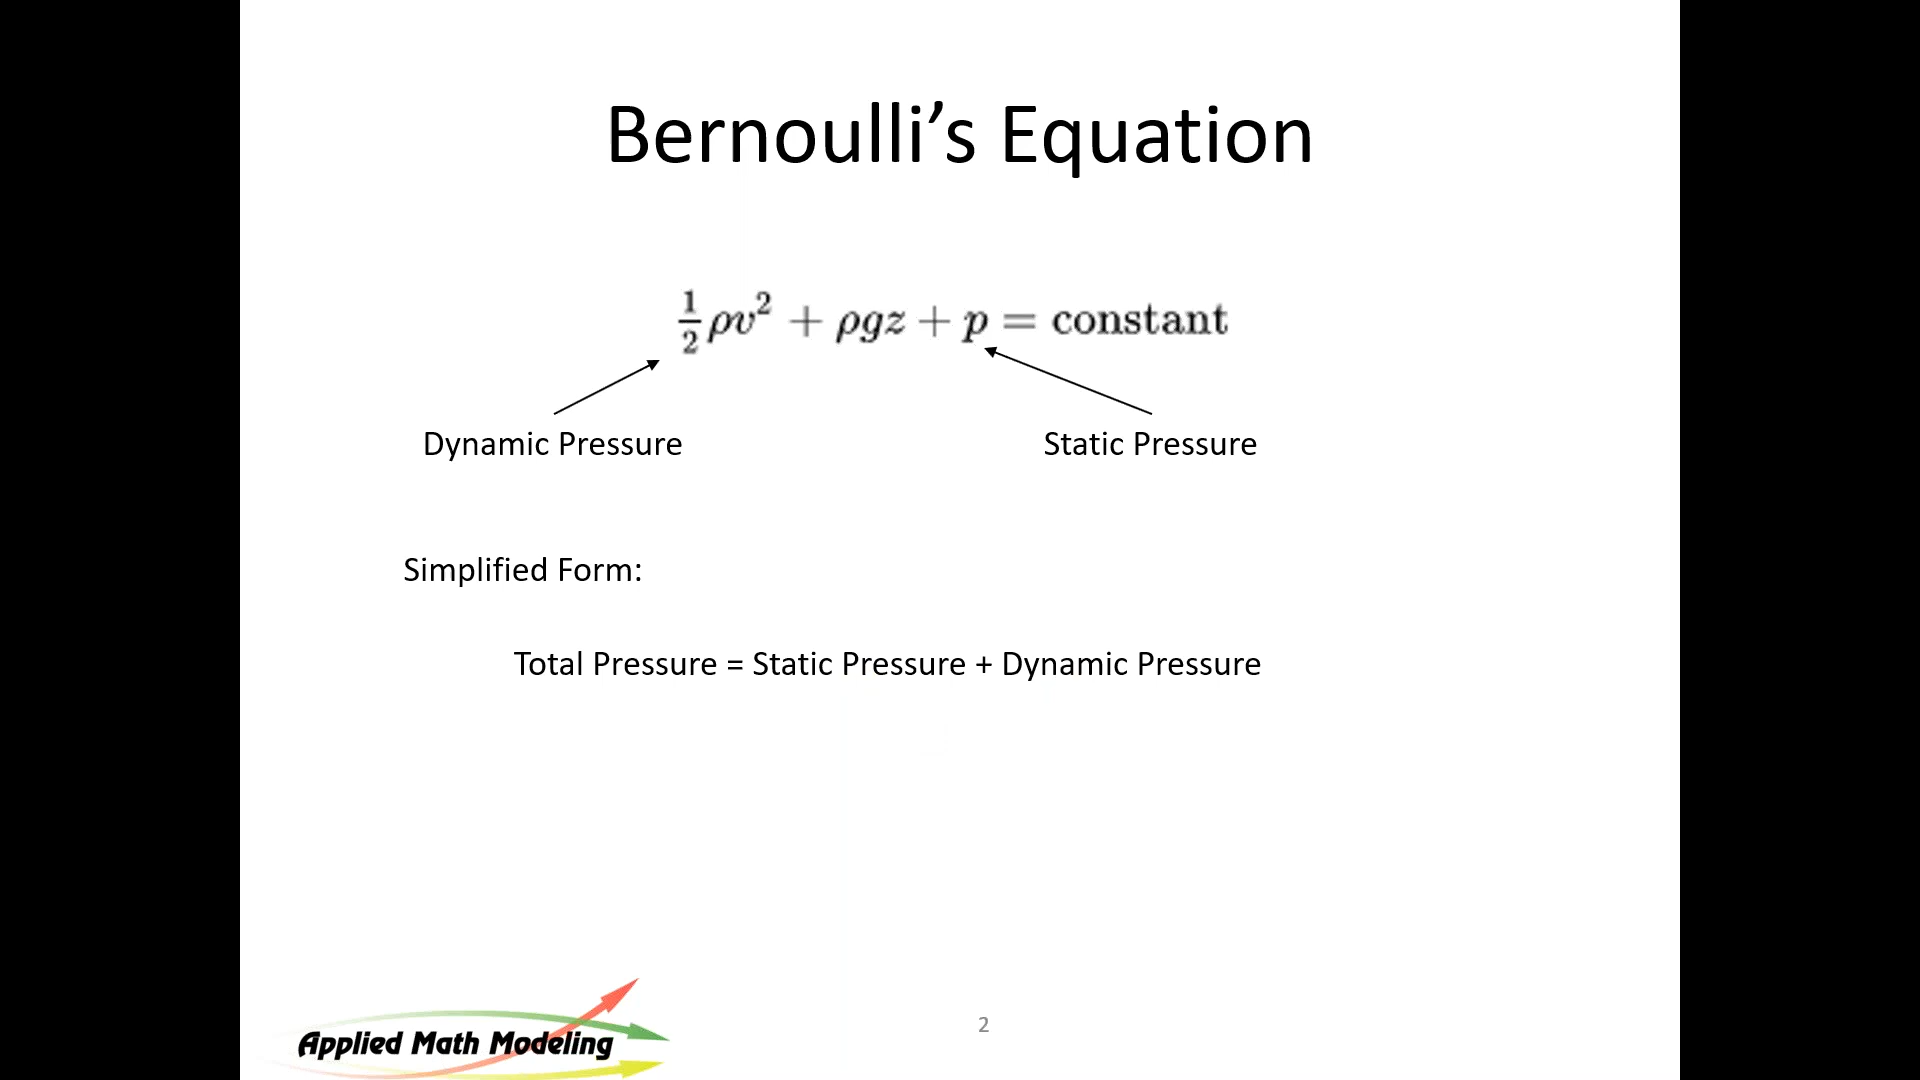 Bernoulli’s Equation
½ρv² + ρgz + p = constant
Dynamic Pressure
Static Pressure
Simplified Form:
Total Pressure = Static Pressure + Dynamic Pressure
Applied Math Modeling
2